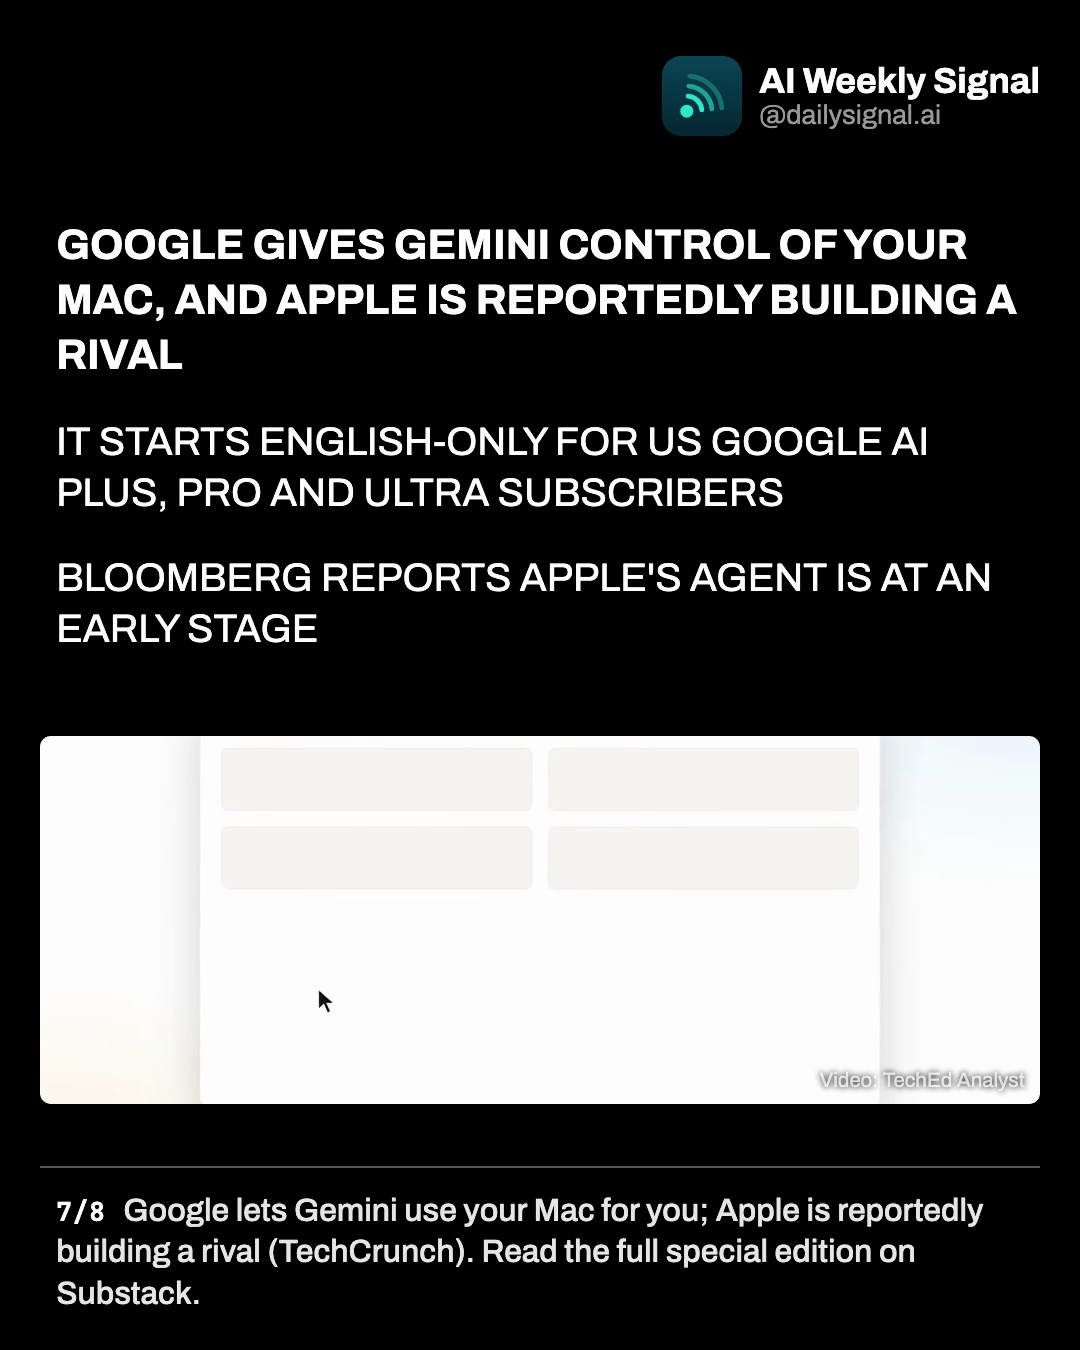 AI Weekly Signal
@dailysignal.ai
GOOGLE GIVES GEMINI CONTROL OF YOUR
MAC, AND APPLE IS REPORTEDLY BUILDING A
RIVAL
IT STARTS ENGLISH-ONLY FOR US GOOGLE AI
PLUS, PRO AND ULTRA SUBSCRIBERS
BLOOMBERG REPORTS APPLE'S AGENT IS AT AN
EARLY STAGE
Video: TechEd Analyst
7/8 Google lets Gemini use your Mac for you; Apple is reportedly
building a rival (TechCrunch). Read the full special edition on
Substack.